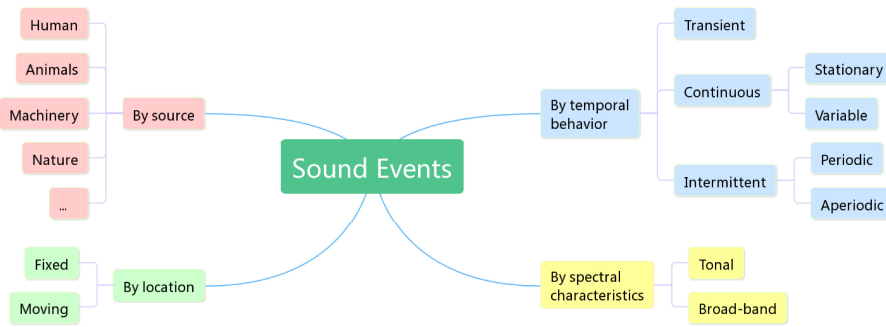 Human
Animals
Machinery
Nature
...
By source
Sound Events
By temporal
behavior
Transient
Continuous
Stationary
Variable
Intermittent
Periodic
Aperiodic
Fixed
Moving
By location
By spectral
characteristics
Tonal
Broad-band